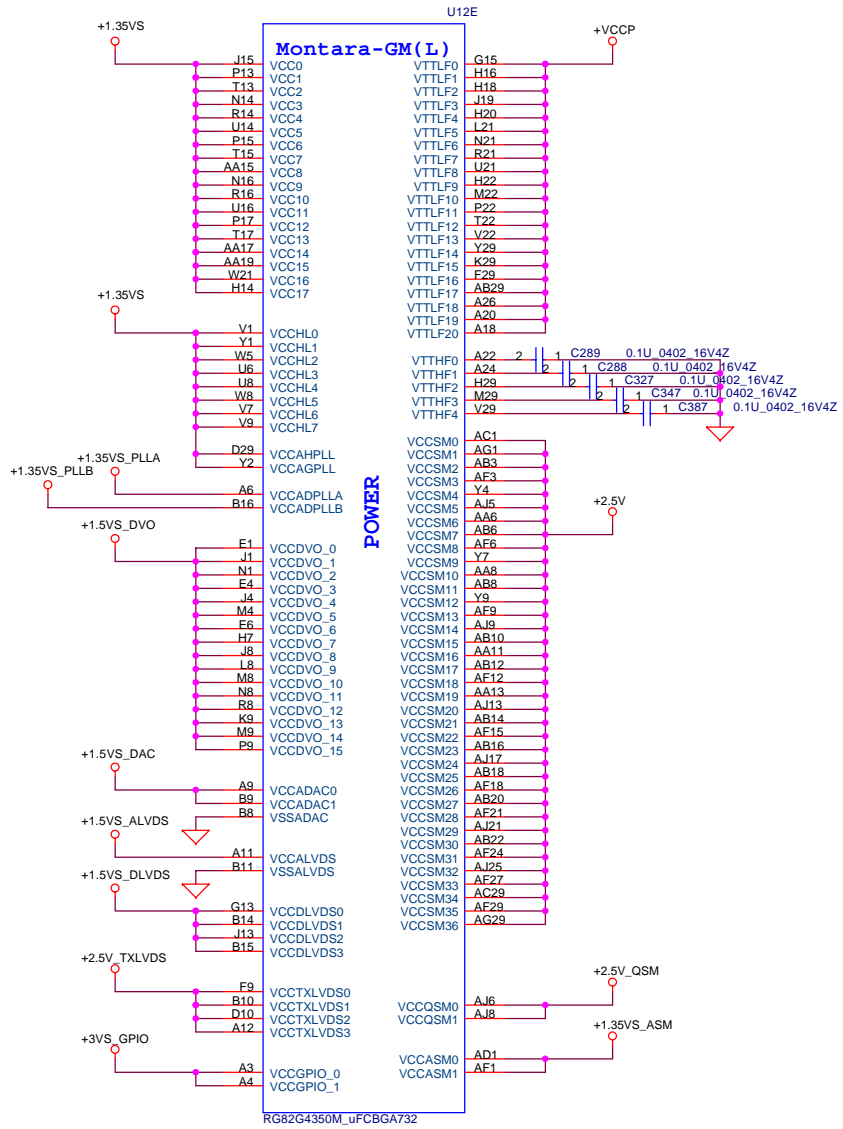 U12E
+1.35VS
+VCCP
Montara-GM(L)
J15 VCC0 VTTLF0 G15
P13 VCC1 VTTLF1 H16
T13 VCC2 VTTLF2 H18
N14 VCC3 VTTLF3 J19
R14 VCC4 VTTLF4 H20
U14 VCC5 VTTLF5 L21
P15 VCC6 VTTLF6 N21
T15 VCC7 VTTLF7 R21
AA15 VCC8 VTTLF8 U21
N16 VCC9 VTTLF9 H22
R16 VCC10 VTTLF10 M22
U16 VCC11 VTTLF11 P22
P17 VCC12 VTTLF12 T22
T17 VCC13 VTTLF13 V22
AA17 VCC14 VTTLF14 Y29
AA19 VCC15 VTTLF15 K29
W21 VCC16 VTTLF16 F29
H14 VCC17 VTTLF17 AB29
VTTLF18 A26
+1.35VS VTTLF19 A20
V1 VCCHL0 VTTLF20 A18
Y1 VCCHL1
W5 VCCHL2 VTTHF0 A22 2 1 C289 0.1U_0402_16V4Z
U6 VCCHL3 VTTHF1 A24 2 1 C288 0.1U_0402_16V4Z
U8 VCCHL4 VTTHF2 H29 2 1 C327 0.1U_0402_16V4Z
W8 VCCHL5 VTTHF3 M29 2 1 C347 0.1U_0402_16V4Z
V7 VCCHL6 VTTHF4 V29 2 1 C387 0.1U_0402_16V4Z
V9 VCCHL7
VCCSM0 AC1
D29 VCCAHPLL VCCSM1 AG1
Y2 VCCAGPLL VCCSM2 AB3
+1.35VS_PLLA
+1.35VS_PLLB VCCSM3 AF3
A6 VCCADPLLA VCCSM4 Y4
B16 VCCADPLLB VCCSM5 AJ5
POWER
+2.5V
VCCSM6 AA6
+1.5VS_DVO VCCSM7 AB6
E1 VCCDVO_0 VCCSM8 AF6
J1 VCCDVO_1 VCCSM9 Y7
N1 VCCDVO_2 VCCSM10 AA8
E4 VCCDVO_3 VCCSM11 AB8
J4 VCCDVO_4 VCCSM12 Y9
M4 VCCDVO_5 VCCSM13 AF9
E6 VCCDVO_6 VCCSM14 AJ9
H7 VCCDVO_7 VCCSM15 AB10
J8 VCCDVO_8 VCCSM16 AA11
L8 VCCDVO_9 VCCSM17 AB12
M8 VCCDVO_10 VCCSM18 AF12
N8 VCCDVO_11 VCCSM19 AA13
R8 VCCDVO_12 VCCSM20 AJ13
K9 VCCDVO_13 VCCSM21 AB14
M9 VCCDVO_14 VCCSM22 AF15
P9 VCCDVO_15 VCCSM23 AB16
+1.5VS_DAC VCCSM24 AJ17
VCCSM25 AB18
A9 VCCADAC0 VCCSM26 AF18
B9 VCCADAC1 VCCSM27 AB20
B8 VSSADAC VCCSM28 AF21
+1.5VS_ALVDS VCCSM29 AJ21
VCCSM30 AB22
A11 VCCALVDS VCCSM31 AF24
B11 VSSALVDS VCCSM32 AJ25
+1.5VS_DLVDS VCCSM33 AF27
VCCSM34 AC29
G13 VCCDLVDS0 VCCSM35 AF29
B14 VCCDLVDS1 VCCSM36 AG29
J13 VCCDLVDS2
B15 VCCDLVDS3
+2.5V_TXLVDS
+2.5V_QSM
F9 VCCTXLVDS0
B10 VCCTXLVDS1 VCCQSM0 AJ6
D10 VCCTXLVDS2 VCCQSM1 AJ8
A12 VCCTXLVDS3
+3VS_GPIO
+1.35VS_ASM
VCCASM0 AD1
A3 VCCGPIO_0 VCCASM1 AF1
A4 VCCGPIO_1
RG82G4350M_uFCBGA732